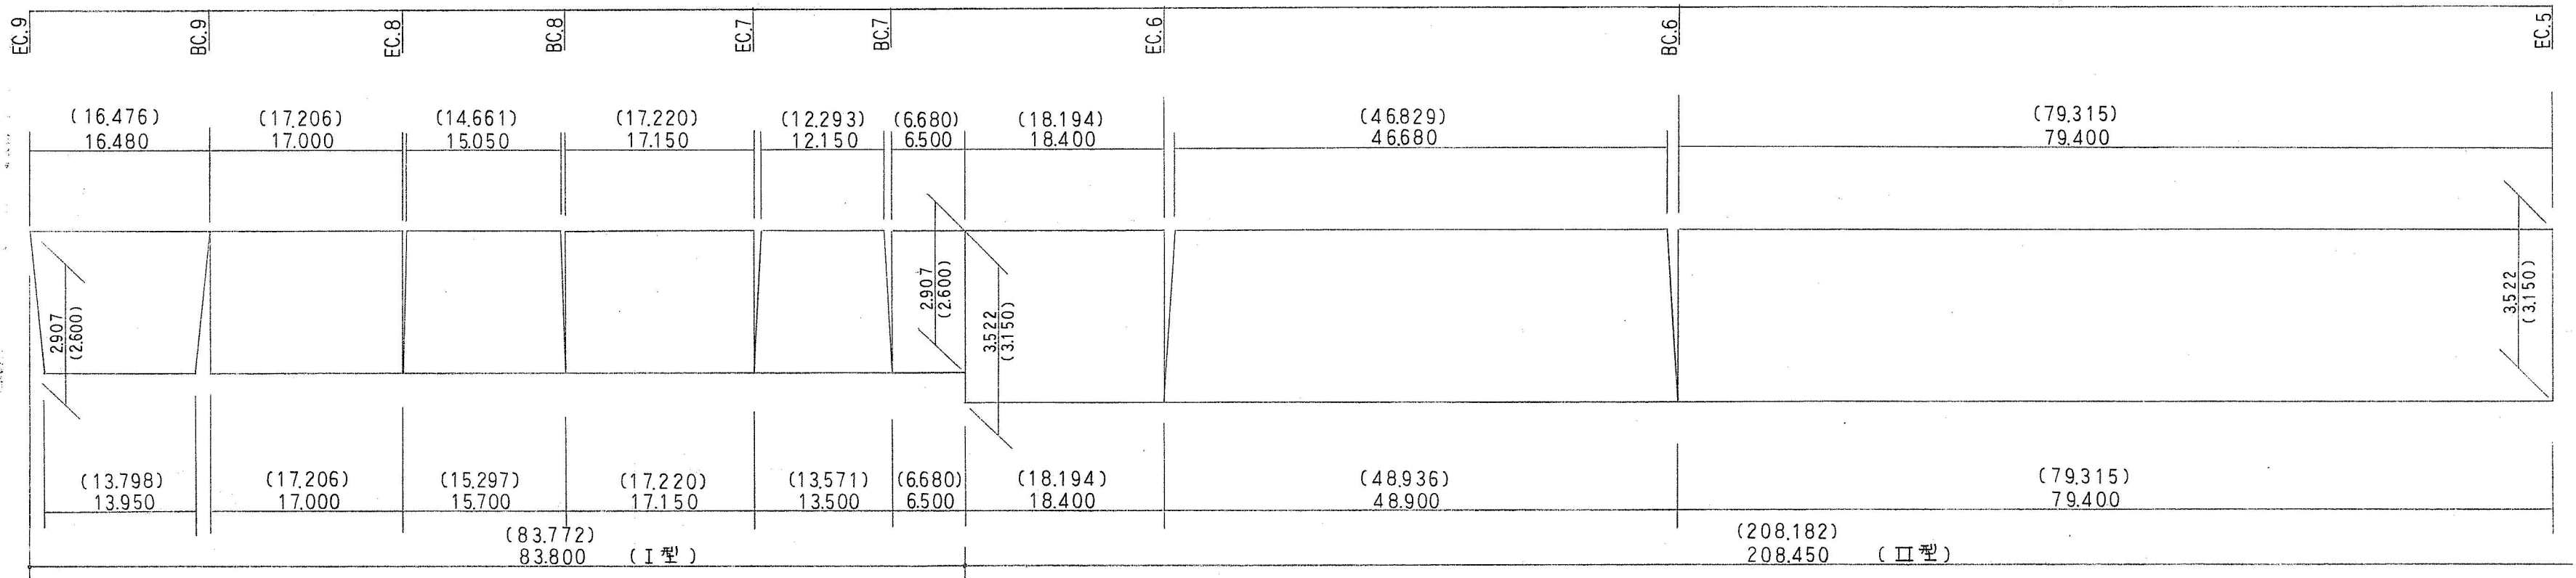 EC.9
BC.9
EC.8
BC.8
EC.7
BC.7
EC.6
BC.6
EC.5
(16.476) (17.206) (14.661) (17.220) (12.293) (6.680) (18.194) (46.829) (79.315)
16.480 17.000 15.050 17.150 12.150 6.500 18.400 46.680 79.400
2.907
(2.600)
2.907
(2.600)
3.522
(3.150)
3.522
(3.150)
(13.798) (17.206) (15.297) (17.220) (13.571) (6.680) (18.194) (48.936) (79.315)
13.950 17.000 15.700 17.150 13.500 6.500 18.400 48.900 79.400
(83.772) (208.182)
83.800 (I型) 208.450 (II型)